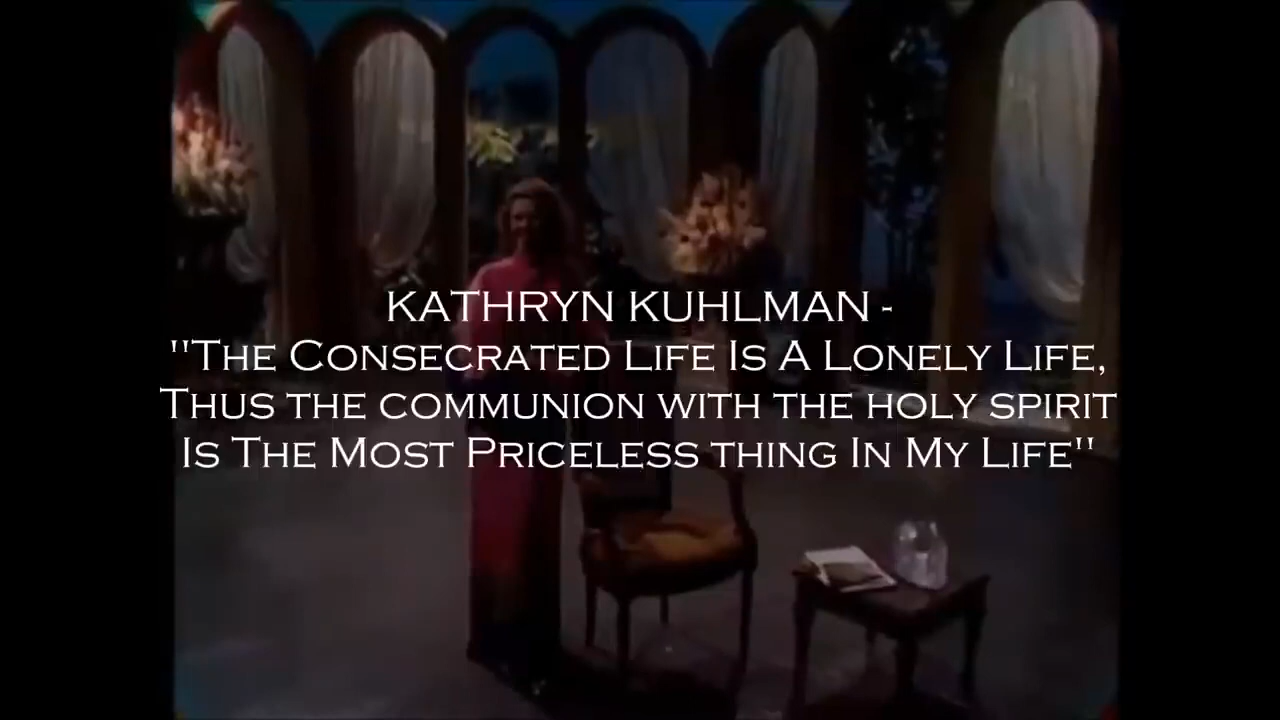 KATHRYN KUHLMAN -
"THE CONSECRATED LIFE IS A LONELY LIFE,
THUS THE COMMUNION WITH THE HOLY SPIRIT
IS THE MOST PRICELESS THING IN MY LIFE"